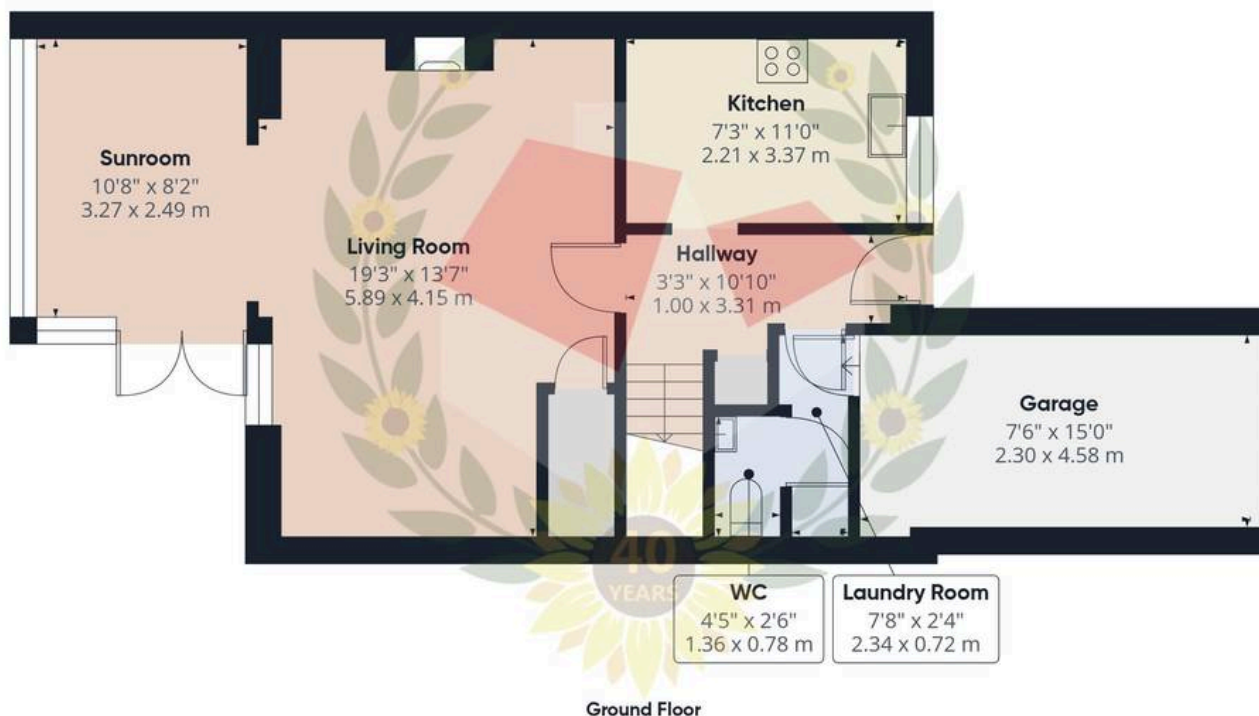 Sunroom
10'8" x 8'2"
3.27 x 2.49 m
Living Room
19'3" x 13'7"
5.89 x 4.15 m
Kitchen
7'3" x 11'0"
2.21 x 3.37 m
Hallway
3'3" x 10'10"
1.00 x 3.31 m
Garage
7'6" x 15'0"
2.30 x 4.58 m
40
YEARS
WC
4'5" x 2'6"
1.36 x 0.78 m
Laundry Room
7'8" x 2'4"
2.34 x 0.72 m
Ground Floor